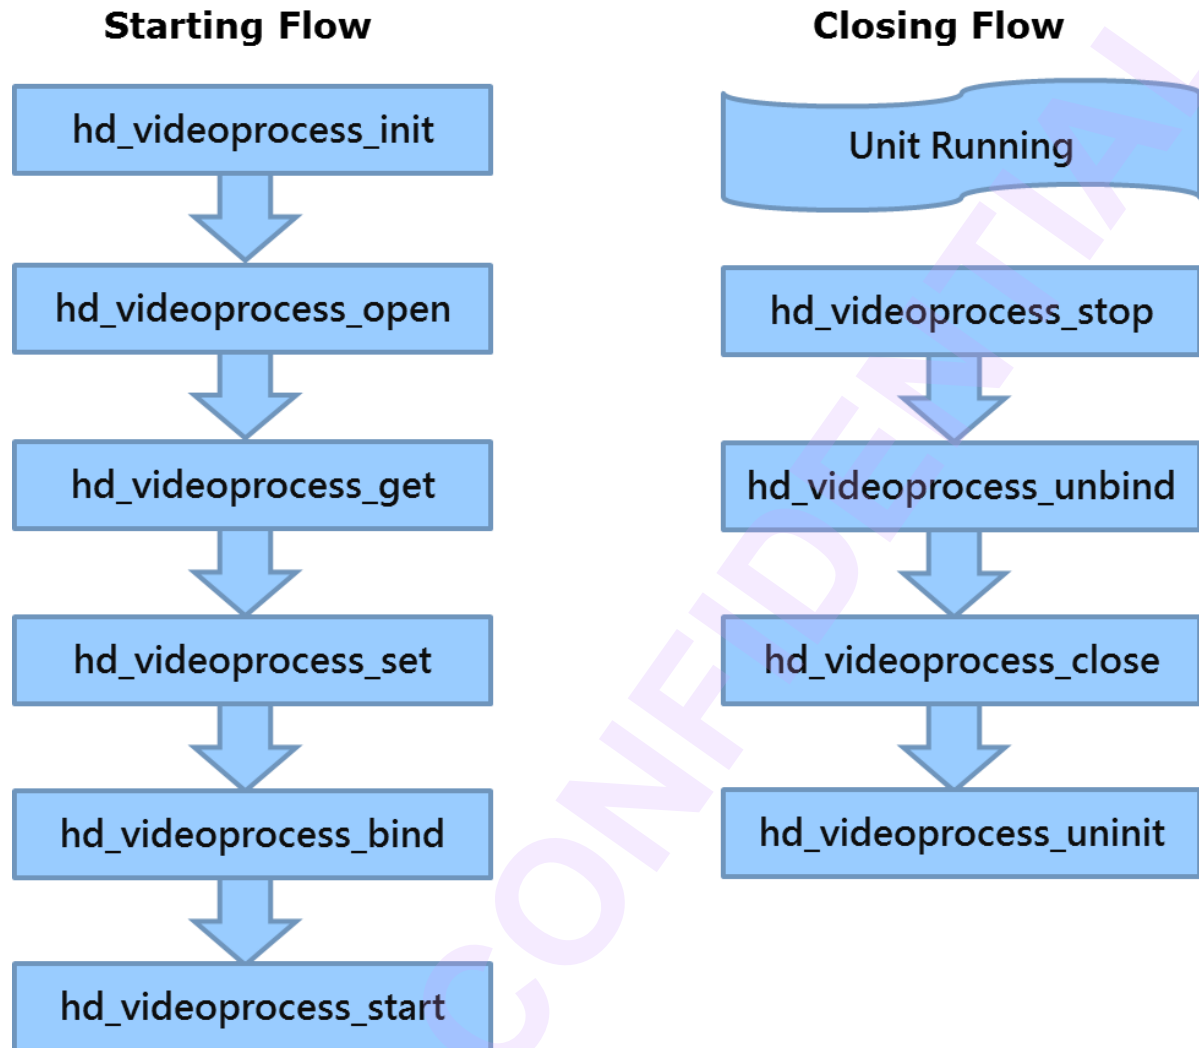 Starting Flow
hd_videoprocess_init
hd_videoprocess_open
hd_videoprocess_get
hd_videoprocess_set
hd_videoprocess_bind
hd_videoprocess_start
Closing Flow
Unit Running
hd_videoprocess_stop
hd_videoprocess_unbind
hd_videoprocess_close
hd_videoprocess_uninit
CONFIDENTIAL